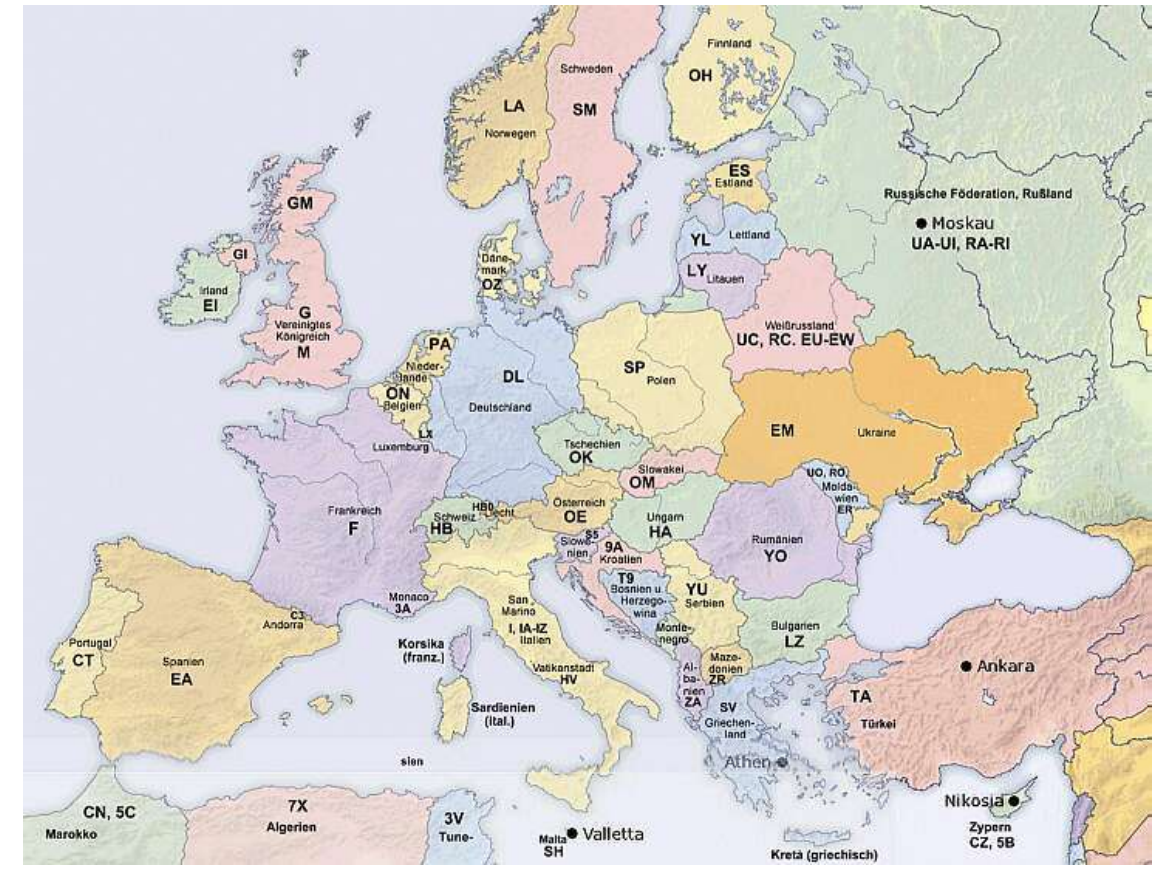 Finnland
OH
Schweden
SM
LA
Norwegen
ES
Estland
Russische Föderation, Rußland
Moskau
UA-UI, RA-RI
GM
GI
Irland
EI
G
Vereinigtes
Königreich
M
Däne-
mark
OZ
YL
Lettland
LY
Litauen
Weißrussland
UC, RC. EU-EW
PA
Nieder-
lande
ON
Belgien
LX
Luxemburg
DL
Deutschland
SP
Polen
EM
Ukraine
Tschechien
OK
Slowakei
OM
UO, RO,
Molda-
wien
ER
Frankreich
F
Schweiz
HB
HB0
Liecht
Österreich
OE
Ungarn
HA
Rumänien
YO
S5
Slowe-
nien
9A
Kroatien
T9
Bosnien u
Herzego-
wina
YU
Serbien
Monte-
negro
Bulgarien
LZ
Monaco
3A
San
Marino
I, IA-IZ
Italien
Vatikanstadt
HV
C3
Andorra
Portugal
CT
Spanien
EA
Korsika
(franz.)
Sardienien
(ital.)
Al-
ba-
nien
ZA
Maze-
donien
ZR
SV
Griechen-
land
Athen
TA
Türkei
Ankara
sien
CN, 5C
Marokko
7X
Algerien
3V
Tune-
Malta
SH
Valletta
Kreta (griechisch)
Nikosia
Zypern
CZ, 5B